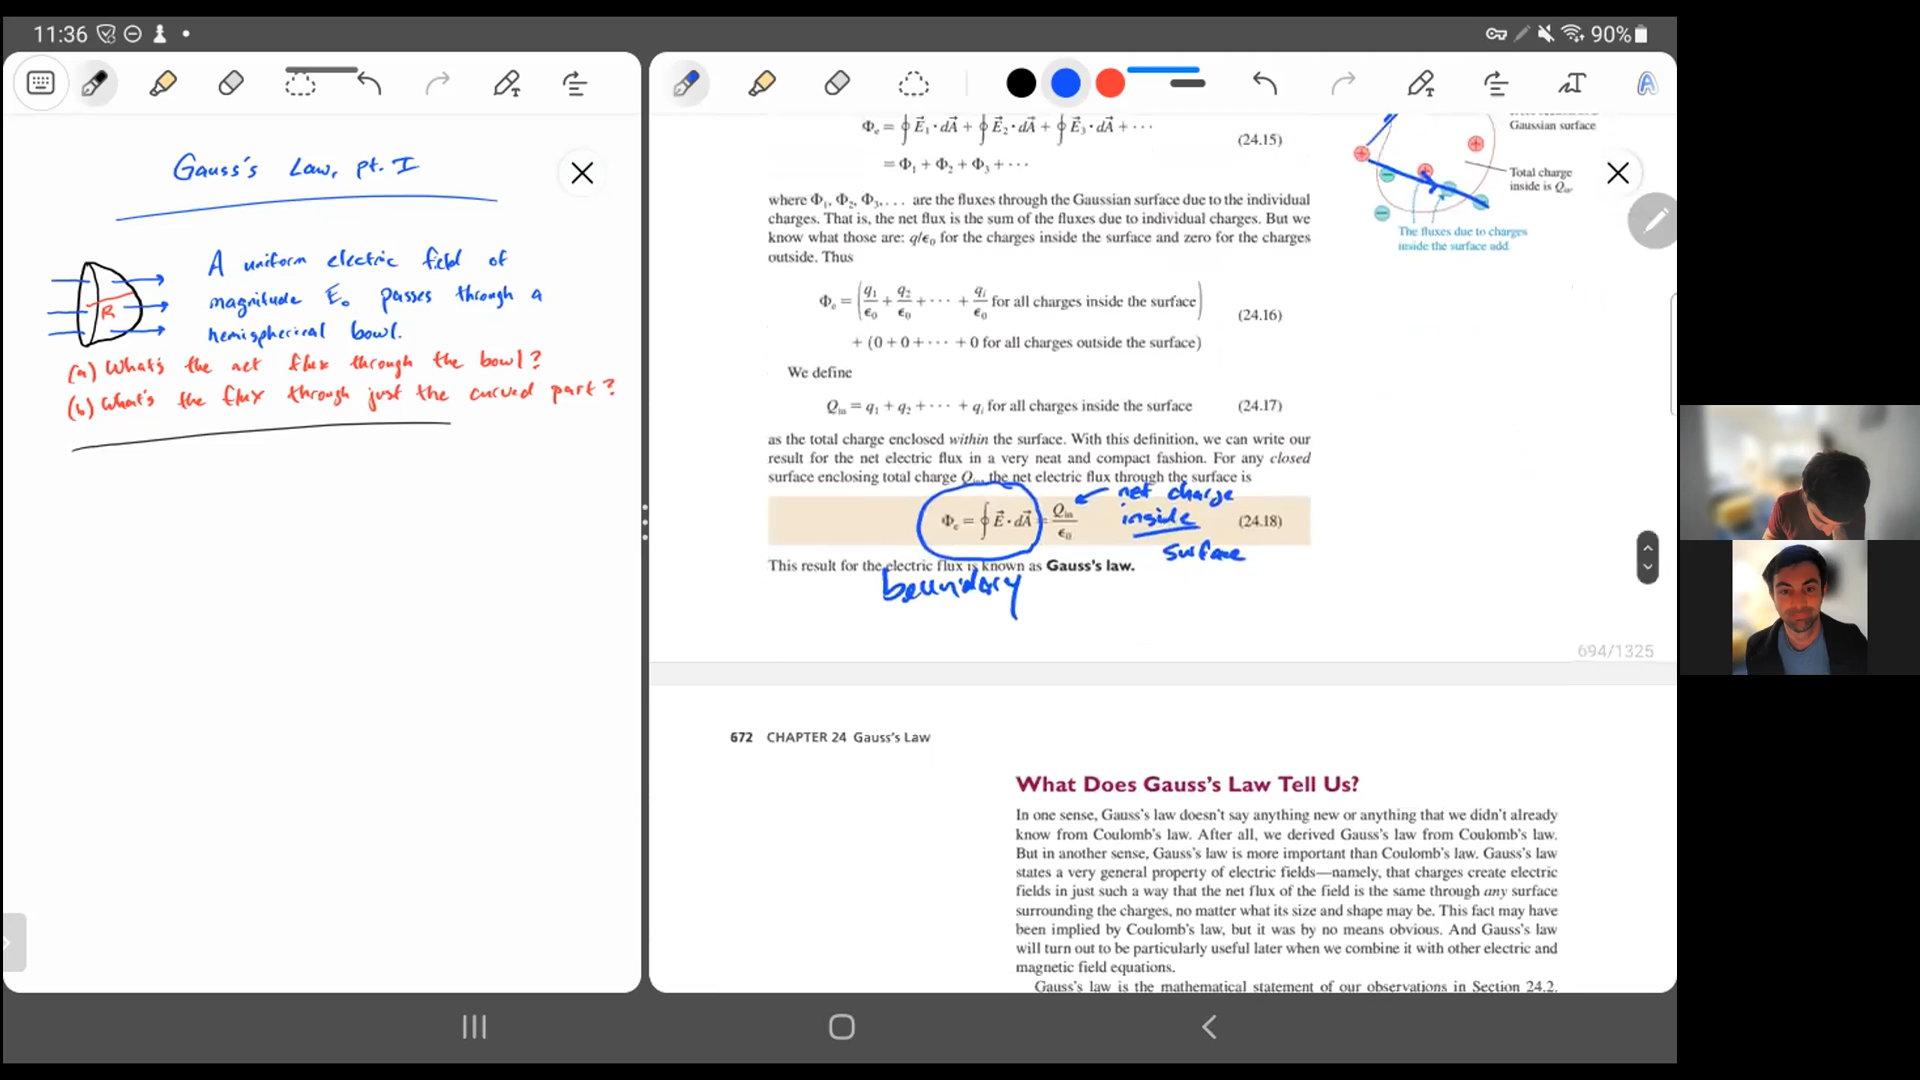 11:36
90%
Gauss's Law, pt. I
A uniform electric field of
magnitude E₀ passes through a
hemispherical bowl.
R
(a) What's the net flux through the bowl?
(b) What's the flux through just the curved part?
Φₑ = ∮E⃗₁ · dA⃗ + ∮E⃗₂ · dA⃗ + ∮E⃗₃ · dA⃗ + ··· (24.15)
= Φ₁ + Φ₂ + Φ₃ + ···
Gaussian surface
Total charge
inside is Qᵢₙ.
The fluxes due to charges
inside the surface add.
where Φ₁, Φ₂, Φ₃, . . . are the fluxes through the Gaussian surface due to the individual
charges. That is, the net flux is the sum of the fluxes due to individual charges. But we
know what those are: q/ϵ₀ for the charges inside the surface and zero for the charges
outside. Thus
Φₑ = (q₁/ϵ₀ + q₂/ϵ₀ + ··· + qᵢ/ϵ₀ for all charges inside the surface) (24.16)
+ (0 + 0 + ··· + 0 for all charges outside the surface)
We define
Qᵢₙ = q₁ + q₂ + ··· + qᵢ for all charges inside the surface (24.17)
as the total charge enclosed within the surface. With this definition, we can write our
result for the net electric flux in a very neat and compact fashion. For any closed
surface enclosing total charge Qᵢₙ, the net electric flux through the surface is
Φₑ = ∮E⃗ · dA⃗ = Qᵢₙ/ϵ₀ (24.18)
net charge
inside
surface
This result for the electric flux is known as Gauss's law.
boundary
694/1325
672 CHAPTER 24 Gauss's Law
What Does Gauss's Law Tell Us?
In one sense, Gauss's law doesn't say anything new or anything that we didn't already
know from Coulomb's law. After all, we derived Gauss's law from Coulomb's law.
But in another sense, Gauss's law is more important than Coulomb's law. Gauss's law
states a very general property of electric fields—namely, that charges create electric
fields in just such a way that the net flux of the field is the same through any surface
surrounding the charges, no matter what its size and shape may be. This fact may have
been implied by Coulomb's law, but it was by no means obvious. And Gauss's law
will turn out to be particularly useful later when we combine it with other electric and
magnetic field equations.
Gauss's law is the mathematical statement of our observations in Section 24.2.